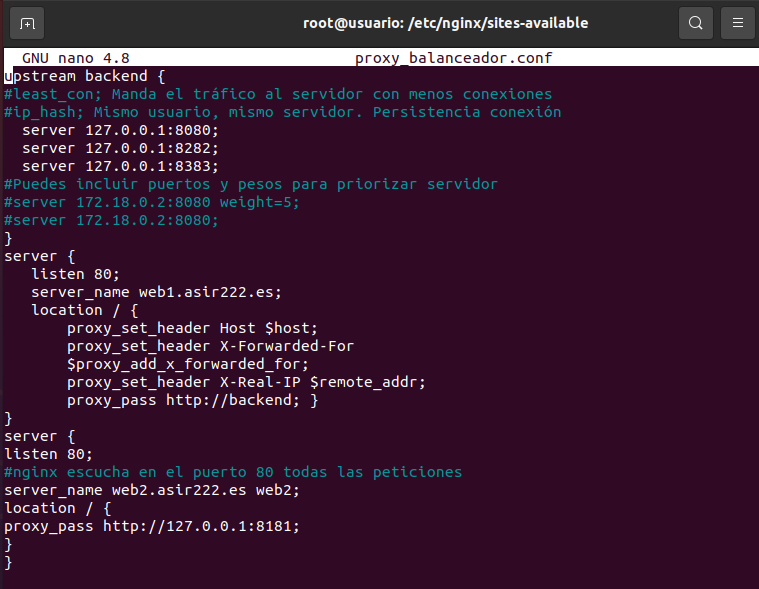 root@usuario: /etc/nginx/sites-available
GNU nano 4.8 proxy_balanceador.conf
upstream backend {
#least_con; Manda el tráfico al servidor con menos conexiones
#ip_hash; Mismo usuario, mismo servidor. Persistencia conexión
  server 127.0.0.1:8080;
  server 127.0.0.1:8282;
  server 127.0.0.1:8383;
#Puedes incluir puertos y pesos para priorizar servidor
#server 172.18.0.2:8080 weight=5;
#server 172.18.0.2:8080;
}
server {
   listen 80;
   server_name web1.asir222.es;
   location / {
       proxy_set_header Host $host;
       proxy_set_header X-Forwarded-For
       $proxy_add_x_forwarded_for;
       proxy_set_header X-Real-IP $remote_addr;
       proxy_pass http://backend; }
}
server {
listen 80;
#nginx escucha en el puerto 80 todas las peticiones
server_name web2.asir222.es web2;
location / {
proxy_pass http://127.0.0.1:8181;
}
}